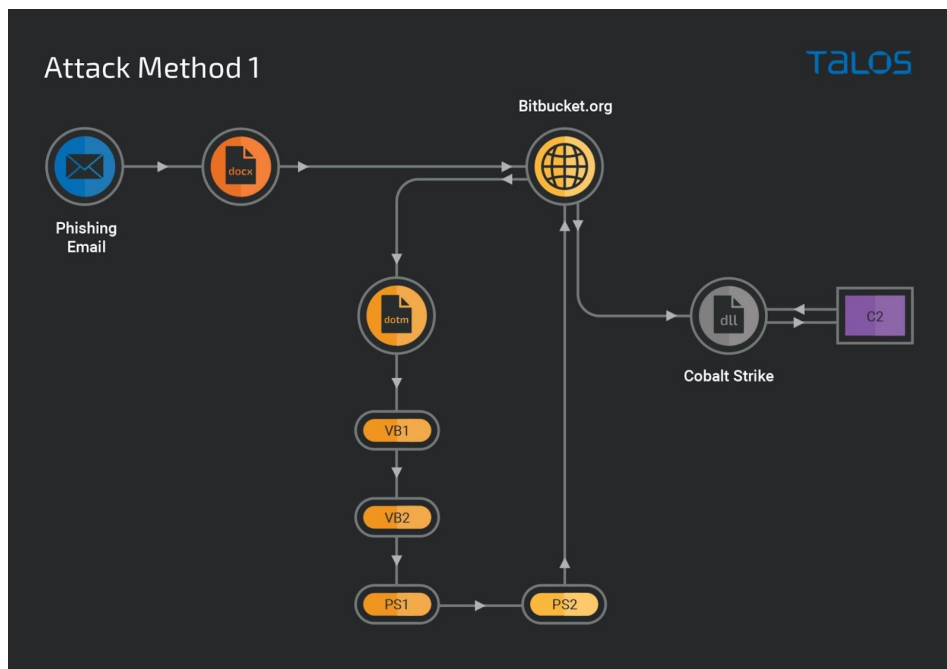 Attack Method 1
TALOS
Bitbucket.org
docx
Phishing
Email
dotm
dll
C2
Cobalt Strike
VB1
VB2
PS1
PS2